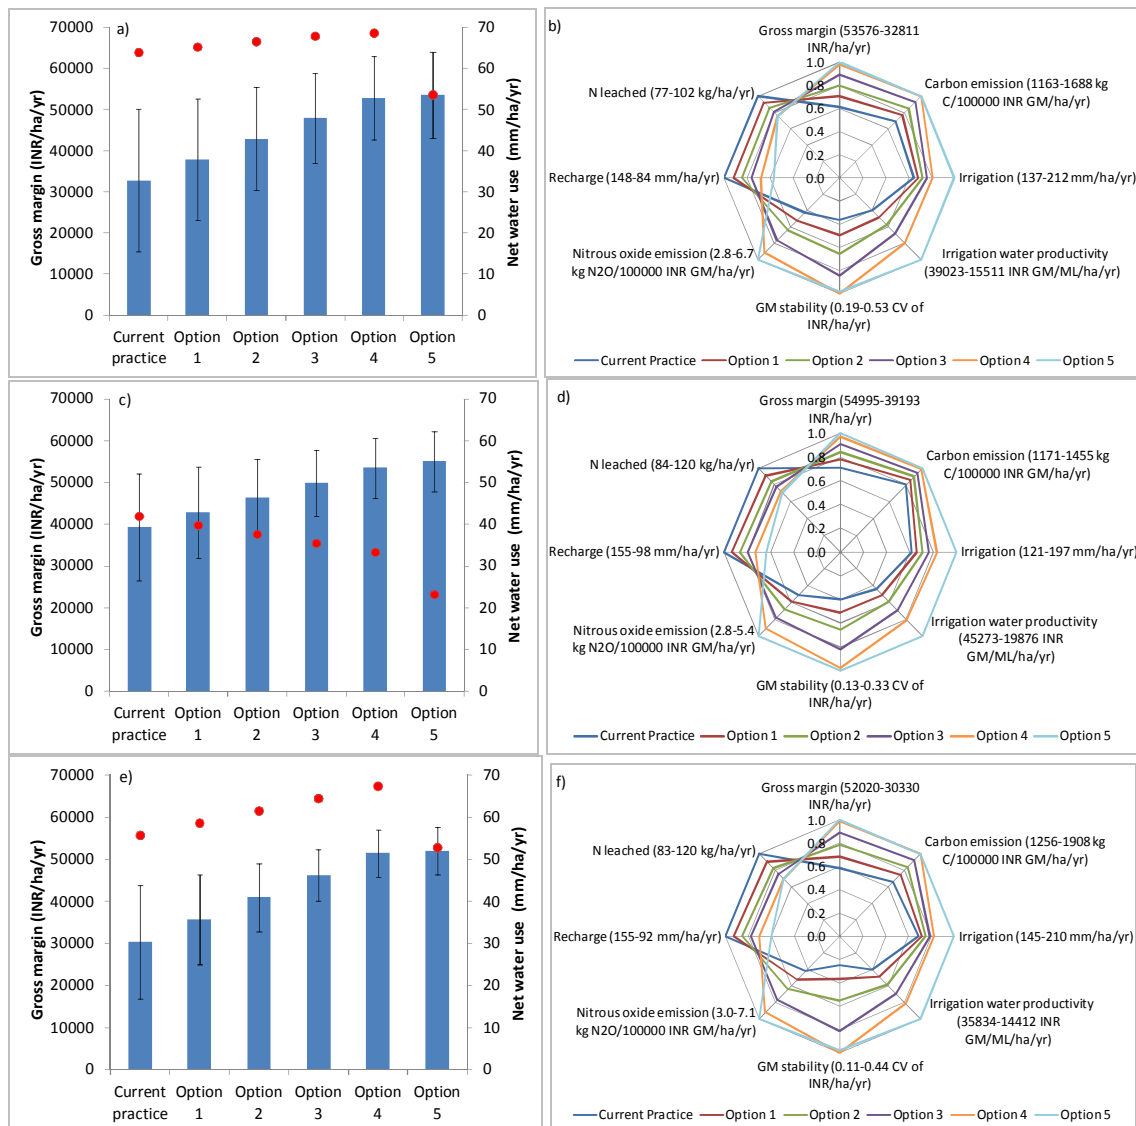 a)
70000
60000
50000
40000
30000
20000
10000
0
Gross margin (INR/ha/yr)
70
60
50
40
30
20
10
0
Net water use (mm/ha/yr)
Current practice
Option 1
Option 2
Option 3
Option 4
Option 5
b)
Gross margin (53576-32811
INR/ha/yr)
Carbon emission (1163-1688 kg
C/100000 INR GM/ha/yr)
Irrigation (137-212 mm/ha/yr)
Irrigation water productivity
(39023-15511 INR GM/ML/ha/yr)
GM stability (0.19-0.53 CV of
INR/ha/yr)
Nitrous oxide emission (2.8-6.7
kg N2O/100000 INR GM/ha/yr)
Recharge (148-84 mm/ha/yr)
N leached (77-102 kg/ha/yr)
1.0
0.8
0.6
0.4
0.2
0.0
Current Practice Option 1 Option 2 Option 3 Option 4 Option 5
c)
70000
60000
50000
40000
30000
20000
10000
0
Gross margin (INR/ha/yr)
70
60
50
40
30
20
10
0
Net water use (mm/ha/yr)
Current practice
Option 1
Option 2
Option 3
Option 4
Option 5
d)
Gross margin (54995-39193
INR/ha/yr)
Carbon emission (1171-1455 kg
C/100000 INR GM/ha/yr)
Irrigation (121-197 mm/ha/yr)
Irrigation water productivity
(45273-19876 INR
GM/ML/ha/yr)
GM stability (0.13-0.33 CV of
INR/ha/yr)
Nitrous oxide emission (2.8-5.4
kg N2O/100000 INR GM/ha/yr)
Recharge (155-98 mm/ha/yr)
N leached (84-120 kg/ha/yr)
1.0
0.8
0.6
0.4
0.2
0.0
Current Practice Option 1 Option 2 Option 3 Option 4 Option 5
e)
70000
60000
50000
40000
30000
20000
10000
0
Gross margin (INR/ha/yr)
70
60
50
40
30
20
10
0
Net water use (mm/ha/yr)
Current practice
Option 1
Option 2
Option 3
Option 4
Option 5
f)
Gross margin (52020-30330
INR/ha/yr)
Carbon emission (1256-1908 kg
C/100000 INR GM/ha/yr)
Irrigation (145-210 mm/ha/yr)
Irrigation water productivity
(35834-14412 INR
GM/ML/ha/yr)
GM stability (0.11-0.44 CV of
INR/ha/yr)
Nitrous oxide emission (3.0-7.1
kg N2O/100000 INR GM/ha/yr)
Recharge (155-92 mm/ha/yr)
N leached (83-120 kg/ha/yr)
1.0
0.8
0.6
0.4
0.2
0.0
Current Practice Option 1 Option 2 Option 3 Option 4 Option 5